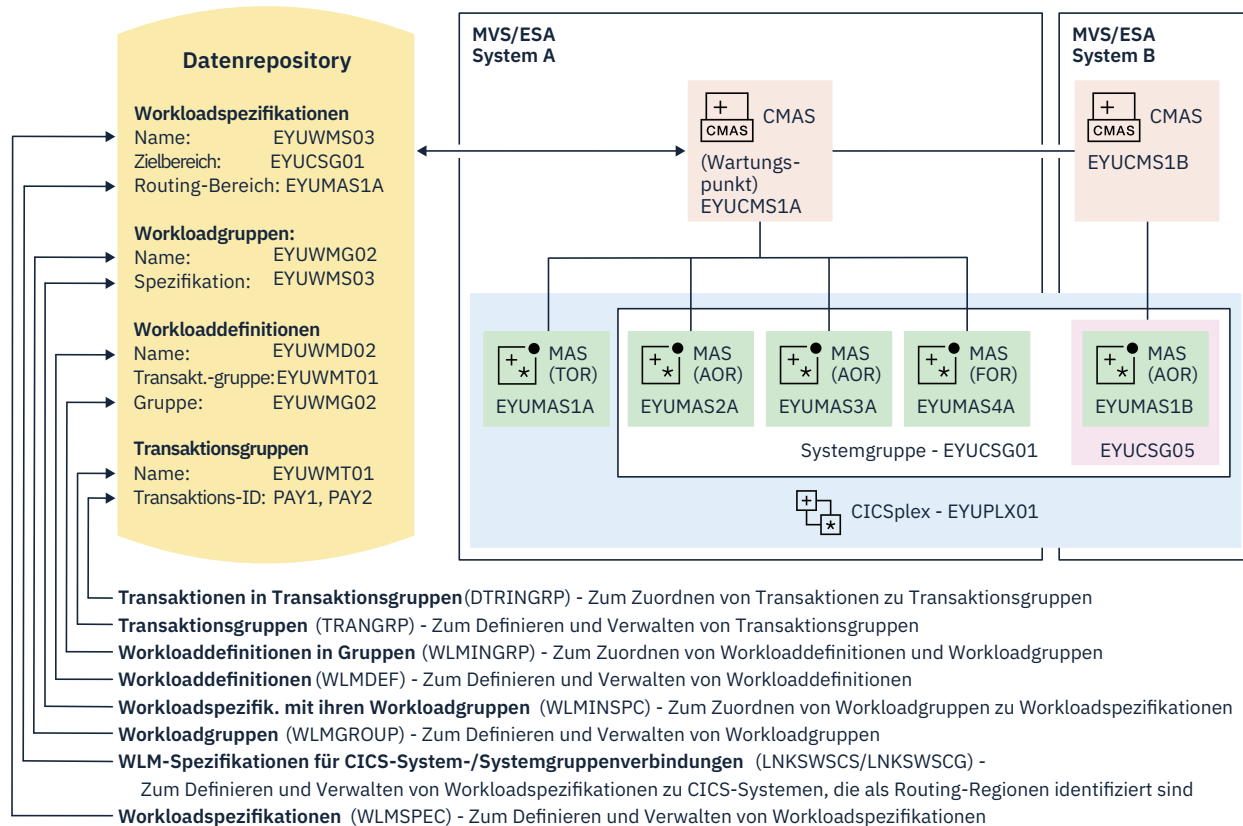 Datenrepository
Workloadspezifikationen
Name: EYUWMS03
Zielbereich: EYUCSG01
Routing-Bereich: EYUMAS1A
Workloadgruppen:
Name: EYUWMG02
Spezifikation: EYUWMS03
Workloaddefinitionen
Name: EYUWMD02
Transakt.-gruppe: EYUWMT01
Gruppe: EYUWMG02
Transaktionsgruppen
Name: EYUWMT01
Transaktions-ID: PAY1, PAY2
MVS/ESA
System A
CMAS
CMAS
(Wartungs-
punkt)
EYUCMS1A
MVS/ESA
System B
CMAS
CMAS
EYUCMS1B
MAS
(TOR)
EYUMAS1A
MAS
(AOR)
EYUMAS2A
MAS
(AOR)
EYUMAS3A
MAS
(FOR)
EYUMAS4A
MAS
(AOR)
EYUMAS1B
Systemgruppe - EYUCSG01
EYUCSG05
CICSplex - EYUPLX01
Transaktionen in Transaktionsgruppen (DTRINGRP) - Zum Zuordnen von Transaktionen zu Transaktionsgruppen
Transaktionsgruppen (TRANGRP) - Zum Definieren und Verwalten von Transaktionsgruppen
Workloaddefinitionen in Gruppen (WLMINGRP) - Zum Zuordnen von Workloaddefinitionen und Workloadgruppen
Workloaddefinitionen (WLMDEF) - Zum Definieren und Verwalten von Workloaddefinitionen
Workloadspezifik. mit ihren Workloadgruppen (WLMINSPC) - Zum Zuordnen von Workloadgruppen zu Workloadspezifikationen
Workloadgruppen (WLMGROUP) - Zum Definieren und Verwalten von Workloadgruppen
WLM-Spezifikationen für CICS-System-/Systemgruppenverbindungen (LNKSWSCS/LNKSWSCG) -
Zum Definieren und Verwalten von Workloadspezifikationen zu CICS-Systemen, die als Routing-Regionen identifiziert sind
Workloadspezifikationen (WLMSPEC) - Zum Definieren und Verwalten von Workloadspezifikationen